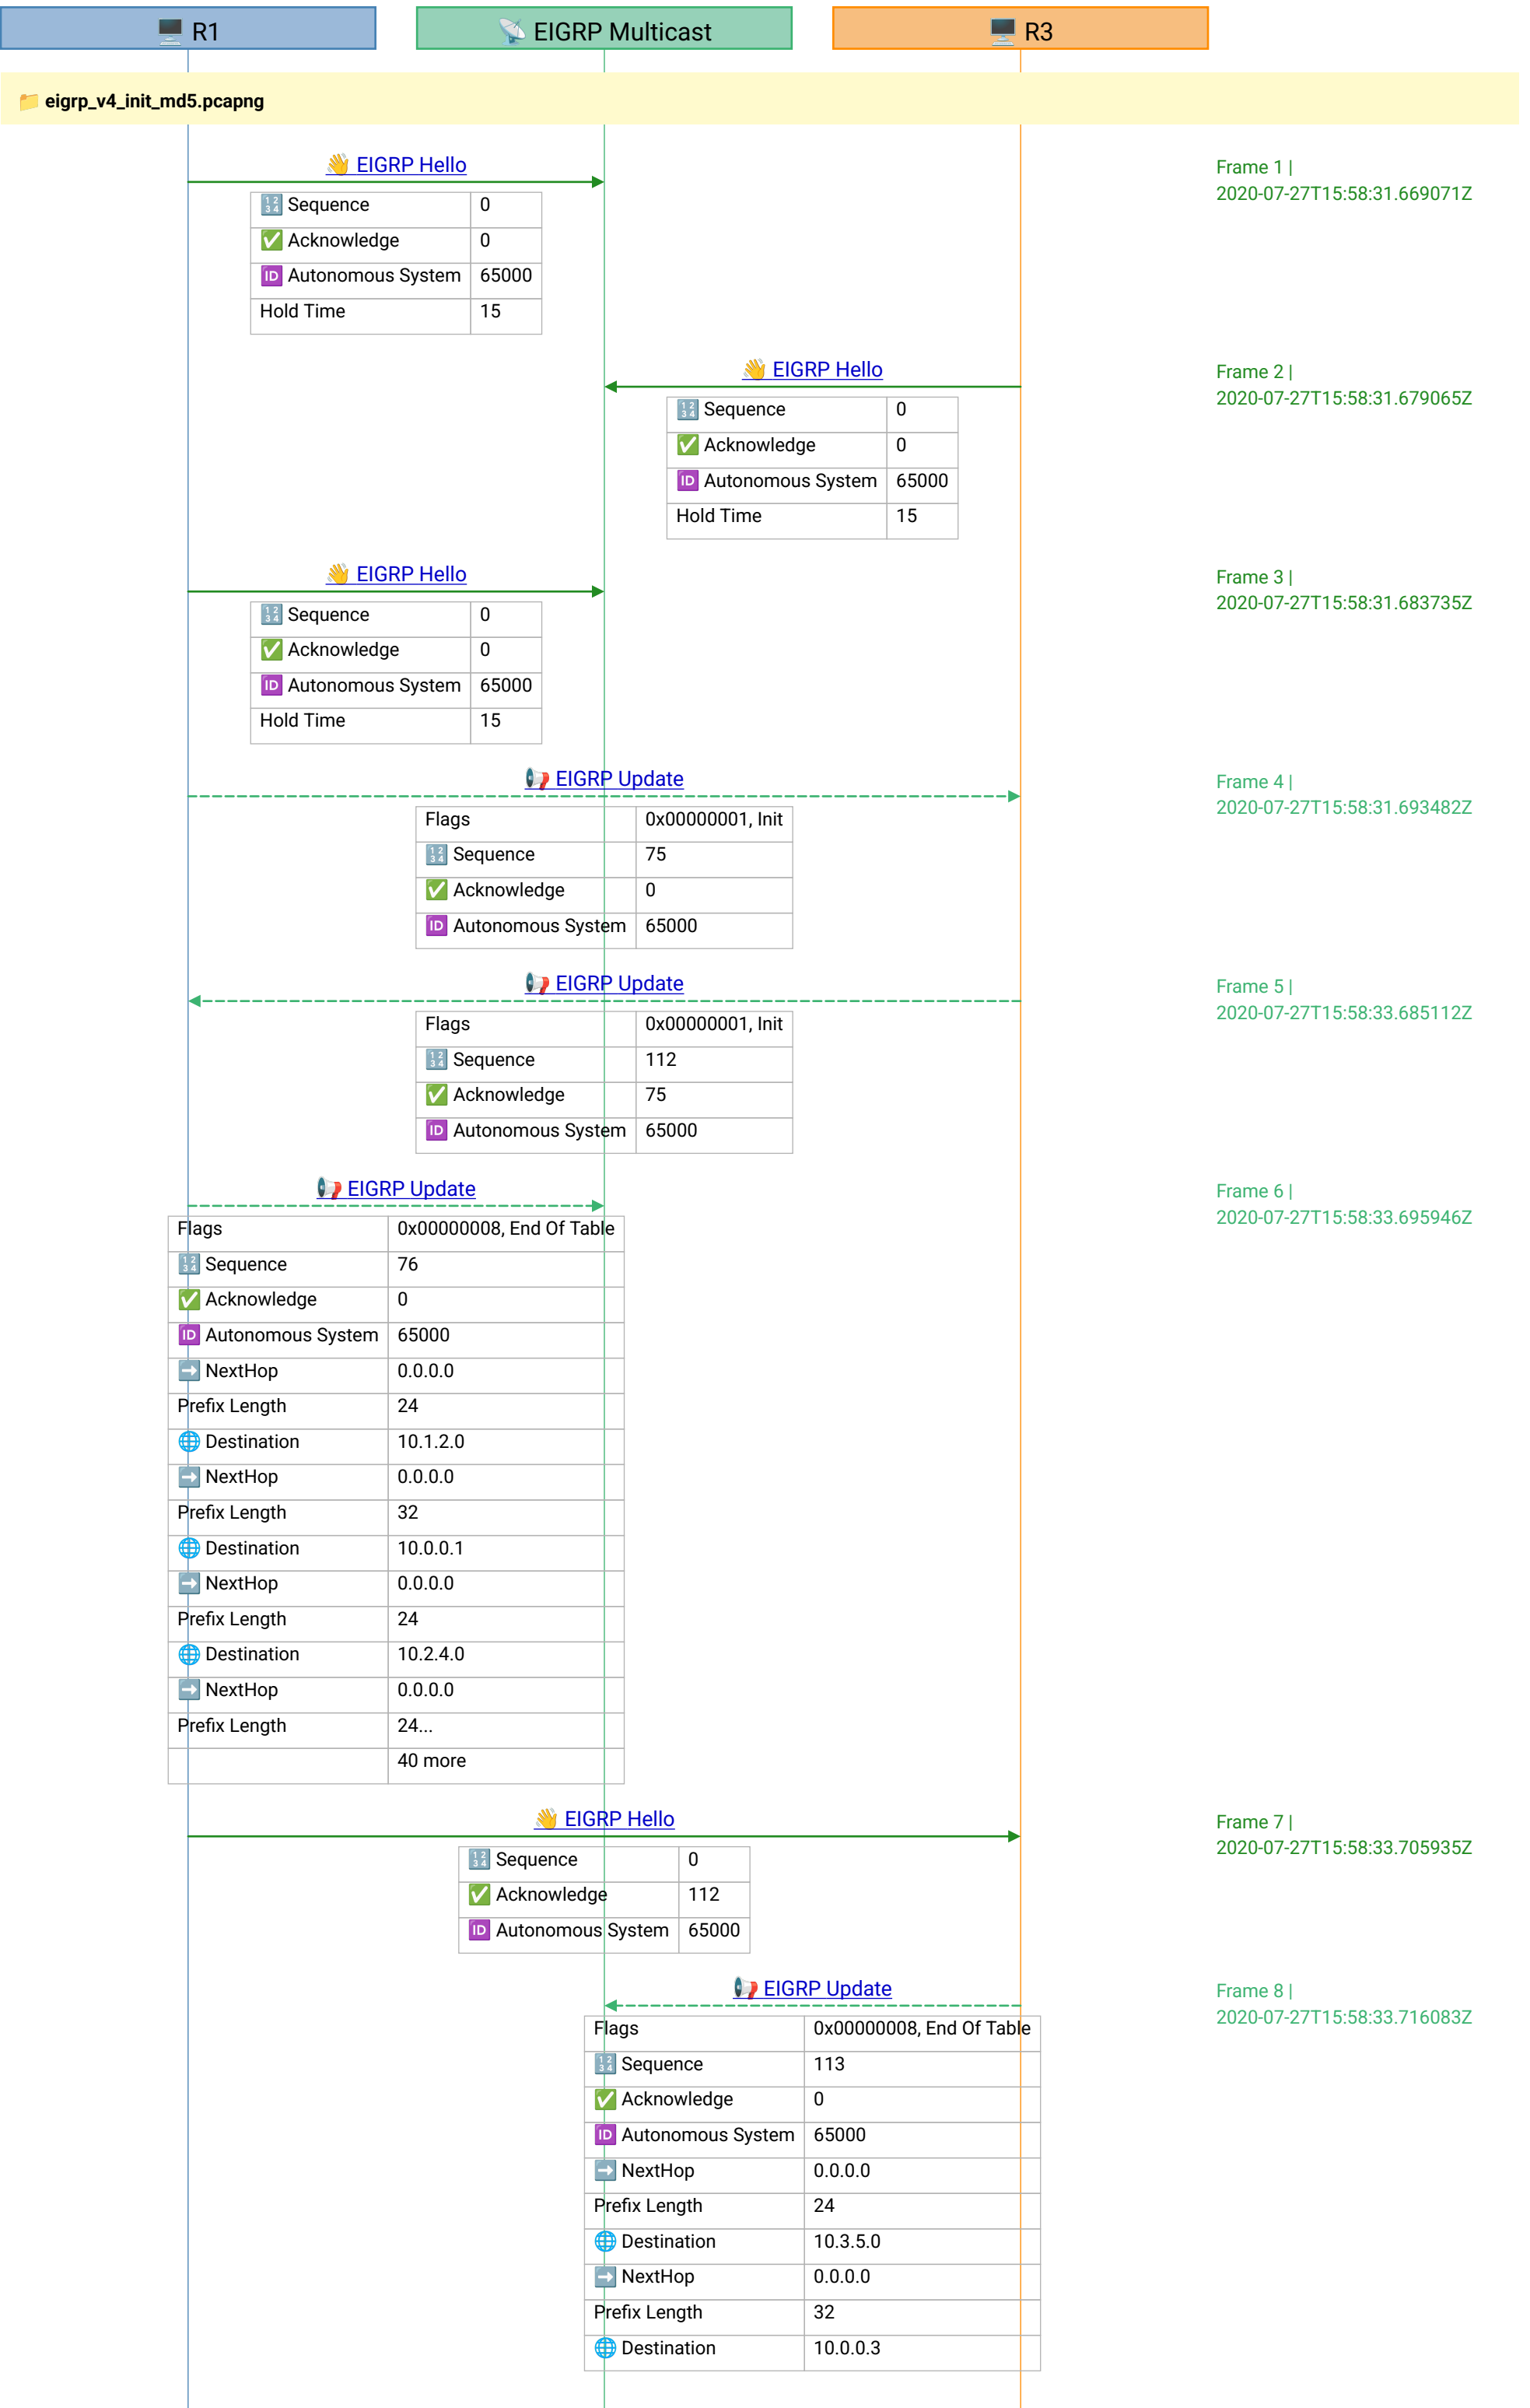 R1
EIGRP Multicast
R3
eigrp_v4_init_md5.pcapng
EIGRP Hello
Frame 1 |
2020-07-27T15:58:31.669071Z
Sequence 0
Acknowledge 0
Autonomous System 65000
Hold Time 15
EIGRP Hello
Frame 2 |
2020-07-27T15:58:31.679065Z
Sequence 0
Acknowledge 0
Autonomous System 65000
Hold Time 15
EIGRP Hello
Frame 3 |
2020-07-27T15:58:31.683735Z
Sequence 0
Acknowledge 0
Autonomous System 65000
Hold Time 15
EIGRP Update
Frame 4 |
2020-07-27T15:58:31.693482Z
Flags 0x00000001, Init
Sequence 75
Acknowledge 0
Autonomous System 65000
EIGRP Update
Frame 5 |
2020-07-27T15:58:33.685112Z
Flags 0x00000001, Init
Sequence 112
Acknowledge 75
Autonomous System 65000
EIGRP Update
Frame 6 |
2020-07-27T15:58:33.695946Z
Flags 0x00000008, End Of Table
Sequence 76
Acknowledge 0
Autonomous System 65000
NextHop 0.0.0.0
Prefix Length 24
Destination 10.1.2.0
NextHop 0.0.0.0
Prefix Length 32
Destination 10.0.0.1
NextHop 0.0.0.0
Prefix Length 24
Destination 10.2.4.0
NextHop 0.0.0.0
Prefix Length 24...
40 more
EIGRP Hello
Frame 7 |
2020-07-27T15:58:33.705935Z
Sequence 0
Acknowledge 112
Autonomous System 65000
EIGRP Update
Frame 8 |
2020-07-27T15:58:33.716083Z
Flags 0x00000008, End Of Table
Sequence 113
Acknowledge 0
Autonomous System 65000
NextHop 0.0.0.0
Prefix Length 24
Destination 10.3.5.0
NextHop 0.0.0.0
Prefix Length 32
Destination 10.0.0.3